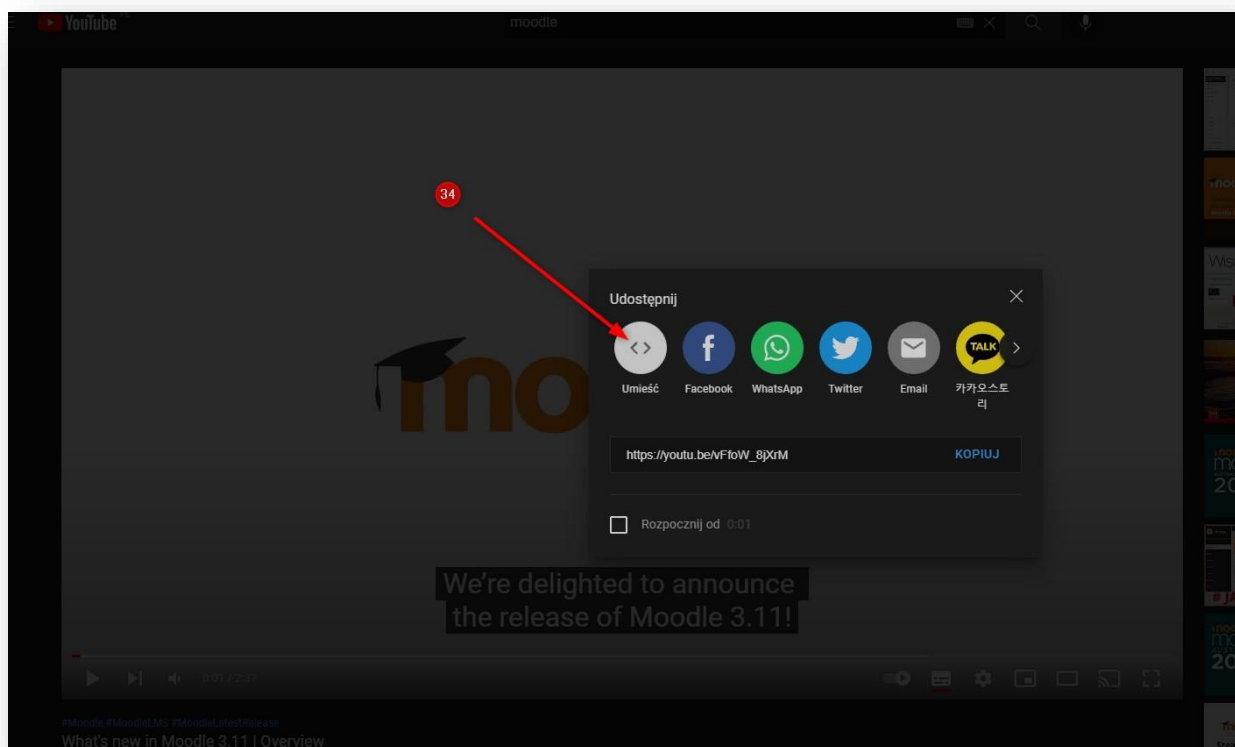 YouTube
moodle
34
Udostępnij
Umieść
Facebook
WhatsApp
Twitter
Email
TALK
카카오스토
리
https://youtu.be/vFfoW_8jXrM
KOPIUJ
Rozpocznij od 0:01
We're delighted to announce
the release of Moodle 3.11!
0:01 / 2:37
#Moodle #MoodleLMS #MoodleLatestRelease
What's new in Moodle 3.11 | Overview